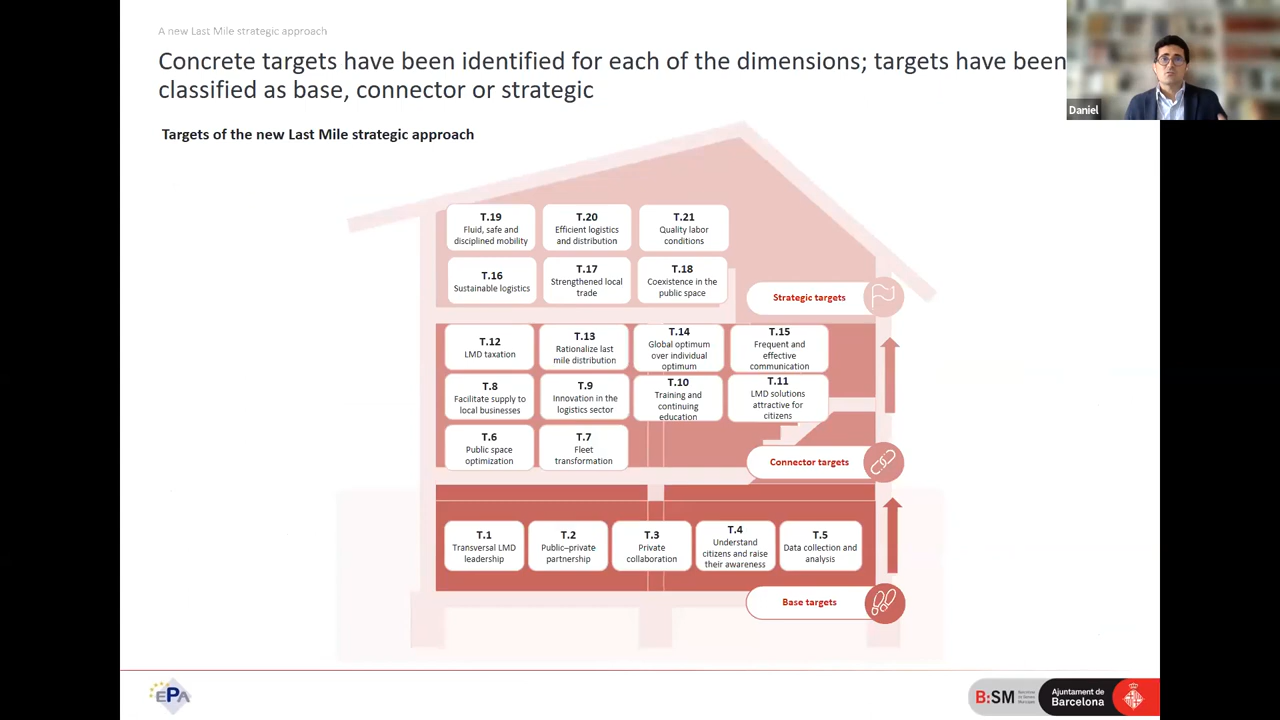 A new Last Mile strategic approach
Concrete targets have been identified for each of the dimensions; targets have been
classified as base, connector or strategic
Daniel
Targets of the new Last Mile strategic approach
T.19
Fluid, safe and
disciplined mobility
T.20
Efficient logistics
and distribution
T.21
Quality labor
conditions
T.16
Sustainable logistics
T.17
Strengthened local
trade
T.18
Coexistence in the
public space
Strategic targets
T.12
LMD taxation
T.13
Rationalize last
mile distribution
T.14
Global optimum
over individual
optimum
T.15
Frequent and
effective
communication
T.8
Facilitate supply to
local businesses
T.9
Innovation in the
logistics sector
T.10
Training and
continuing
education
T.11
LMD solutions
attractive for
citizens
T.6
Public space
optimization
T.7
Fleet
transformation
Connector targets
T.1
Transversal LMD
leadership
T.2
Public–private
partnership
T.3
Private
collaboration
T.4
Understand
citizens and raise
their awareness
T.5
Data collection and
analysis
Base targets
EPA
B:SM
Barcelona
de Serveis
Municipals
Ajuntament de
Barcelona